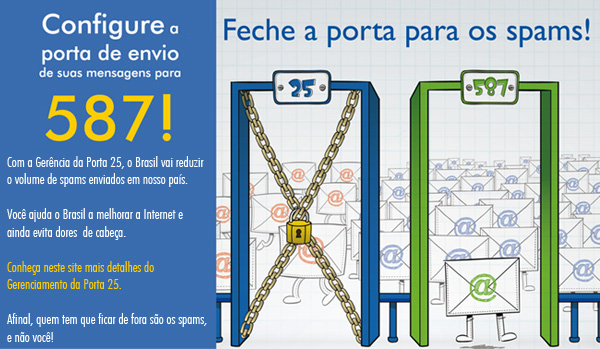 Configure a
porta de envio
de suas mensagens para
587!
Com a Gerência da Porta 25, o Brasil vai reduzir
o volume de spams enviados em nosso país.
Você ajuda o Brasil a melhorar a Internet e
ainda evita dores de cabeça.
Conheça neste site mais detalhes do
Gerenciamento da Porta 25.
Afinal, quem tem que ficar de fora são os spams,
e não você!
Feche a porta para os spams!
25
587
@